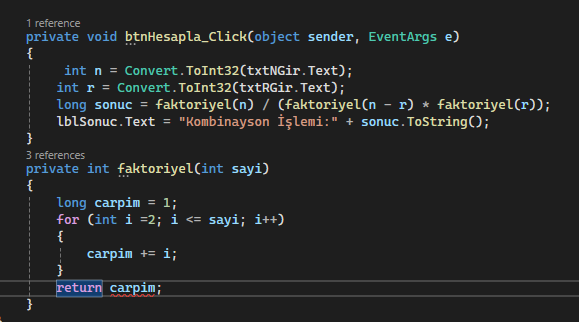 1 reference
private void btnHesapla_Click(object sender, EventArgs e)
{
int n = Convert.ToInt32(txtNGir.Text);
int r = Convert.ToInt32(txtRGir.Text);
long sonuc = faktoriyel(n) / (faktoriyel(n - r) * faktoriyel(r));
lblSonuc.Text = "Kombinayson İşlemi:" + sonuc.ToString();
}
3 references
private int faktoriyel(int sayi)
{
long carpim = 1;
for (int i =2; i <= sayi; i++)
{
carpim += i;
}
return carpim;
}